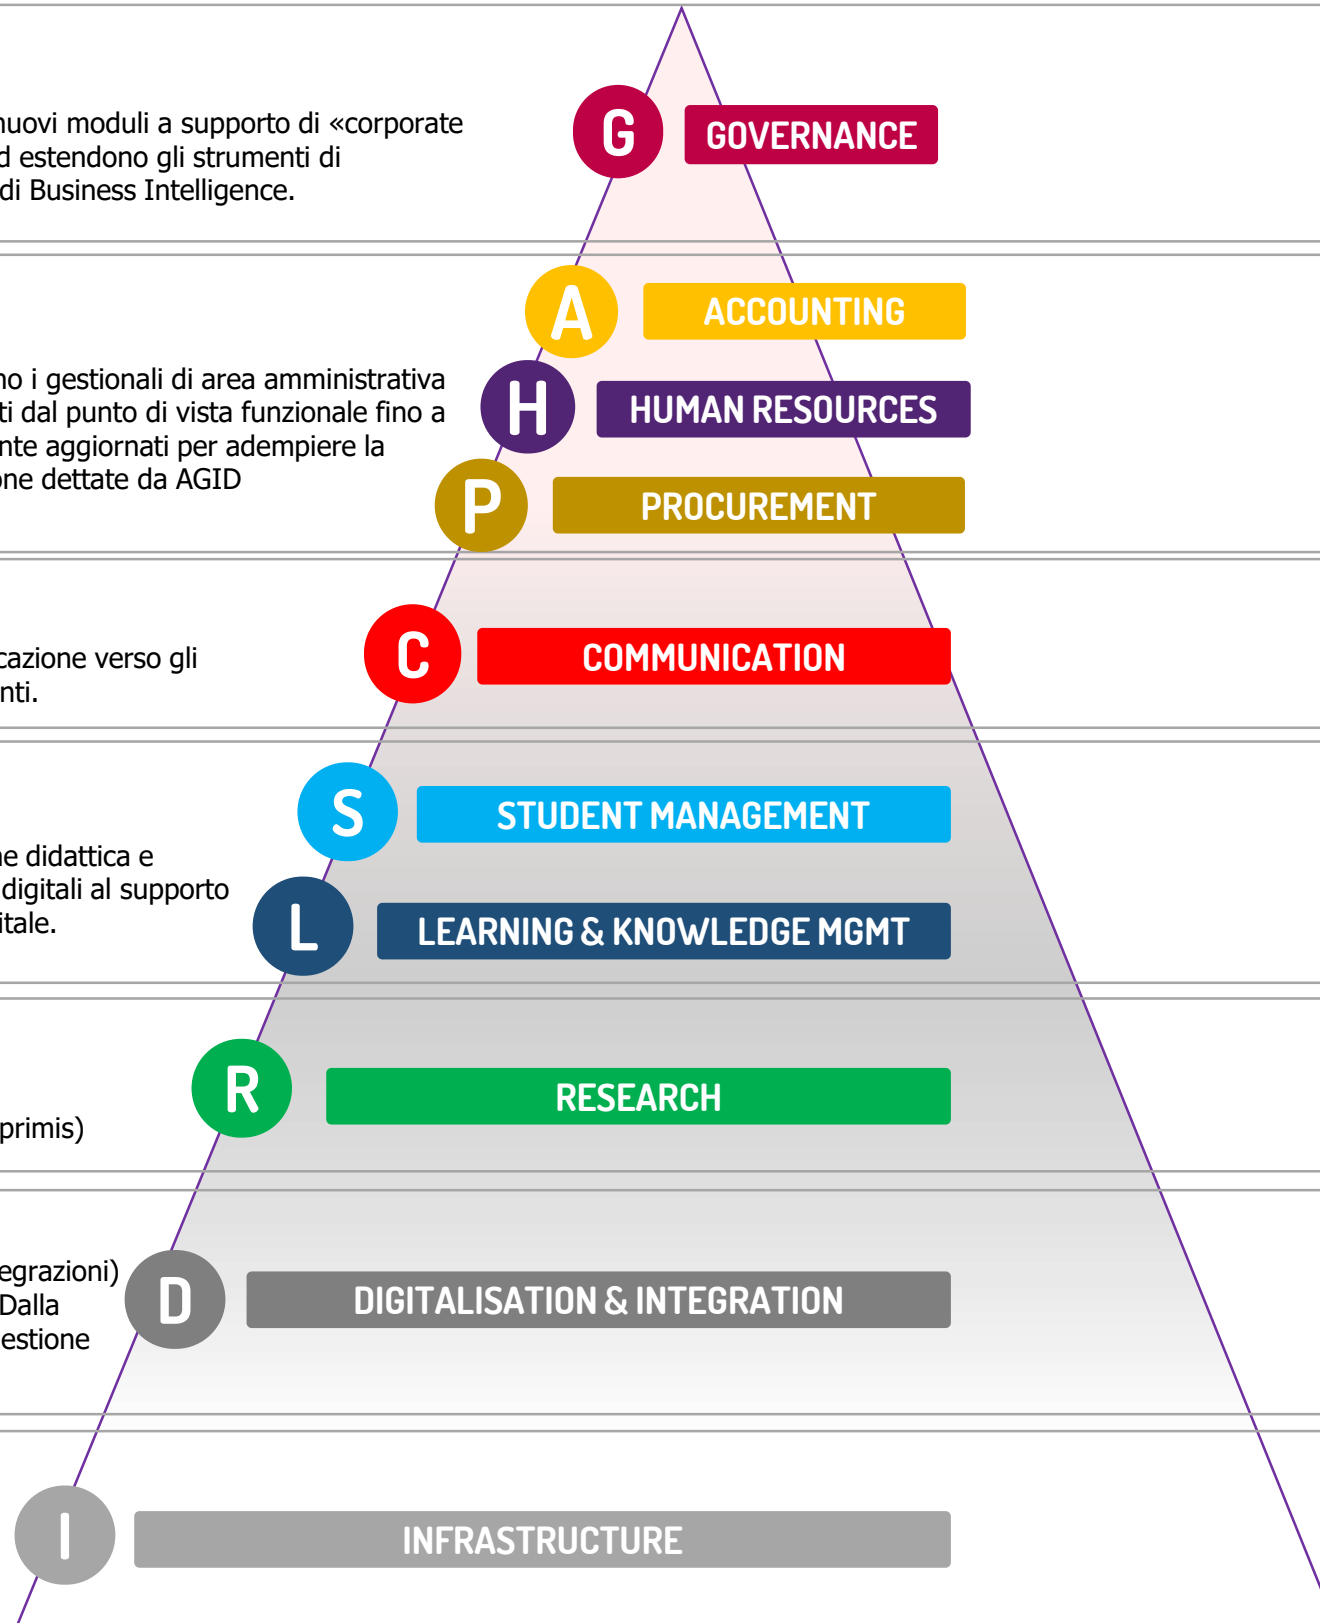 nuovi moduli a supporto di «corporate
d estendono gli strumenti di
di Business Intelligence.
G
GOVERNANCE
A
ACCOUNTING
no i gestionali di area amministrativa
ti dal punto di vista funzionale fino a
nte aggiornati per adempiere la
one dettate da AGID
H
HUMAN RESOURCES
P
PROCUREMENT
C
COMMUNICATION
cazione verso gli
nti.
S
STUDENT MANAGEMENT
ne didattica e
digitali al supporto
itale.
L
LEARNING & KNOWLEDGE MGMT
R
RESEARCH
primis)
egrazioni)
Dalla
estione
D
DIGITALISATION & INTEGRATION
I
INFRASTRUCTURE